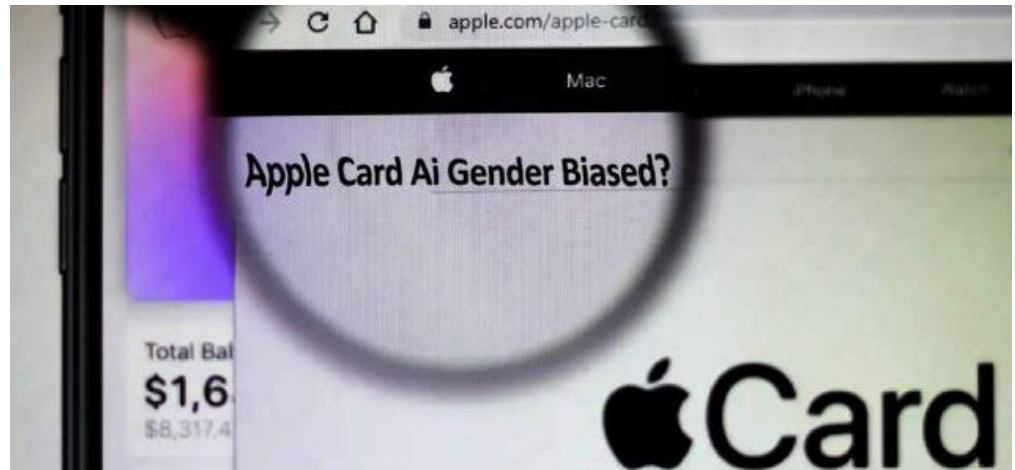 apple.com/apple-card
Mac
iPhone
Watch
Apple Card Ai Gender Biased?
Total Bal
$1,6
$8,317.4
Card